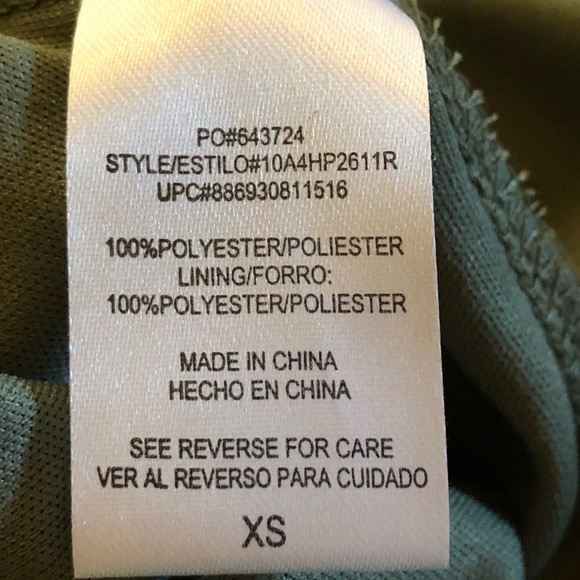 PO#643724
STYLE/ESTILO#10A4HP2611R
UPC#886930811516
100%POLYESTER/POLIESTER
LINING/FORRO:
100%POLYESTER/POLIESTER
MADE IN CHINA
HECHO EN CHINA
SEE REVERSE FOR CARE
VER AL REVERSO PARA CUIDADO
XS